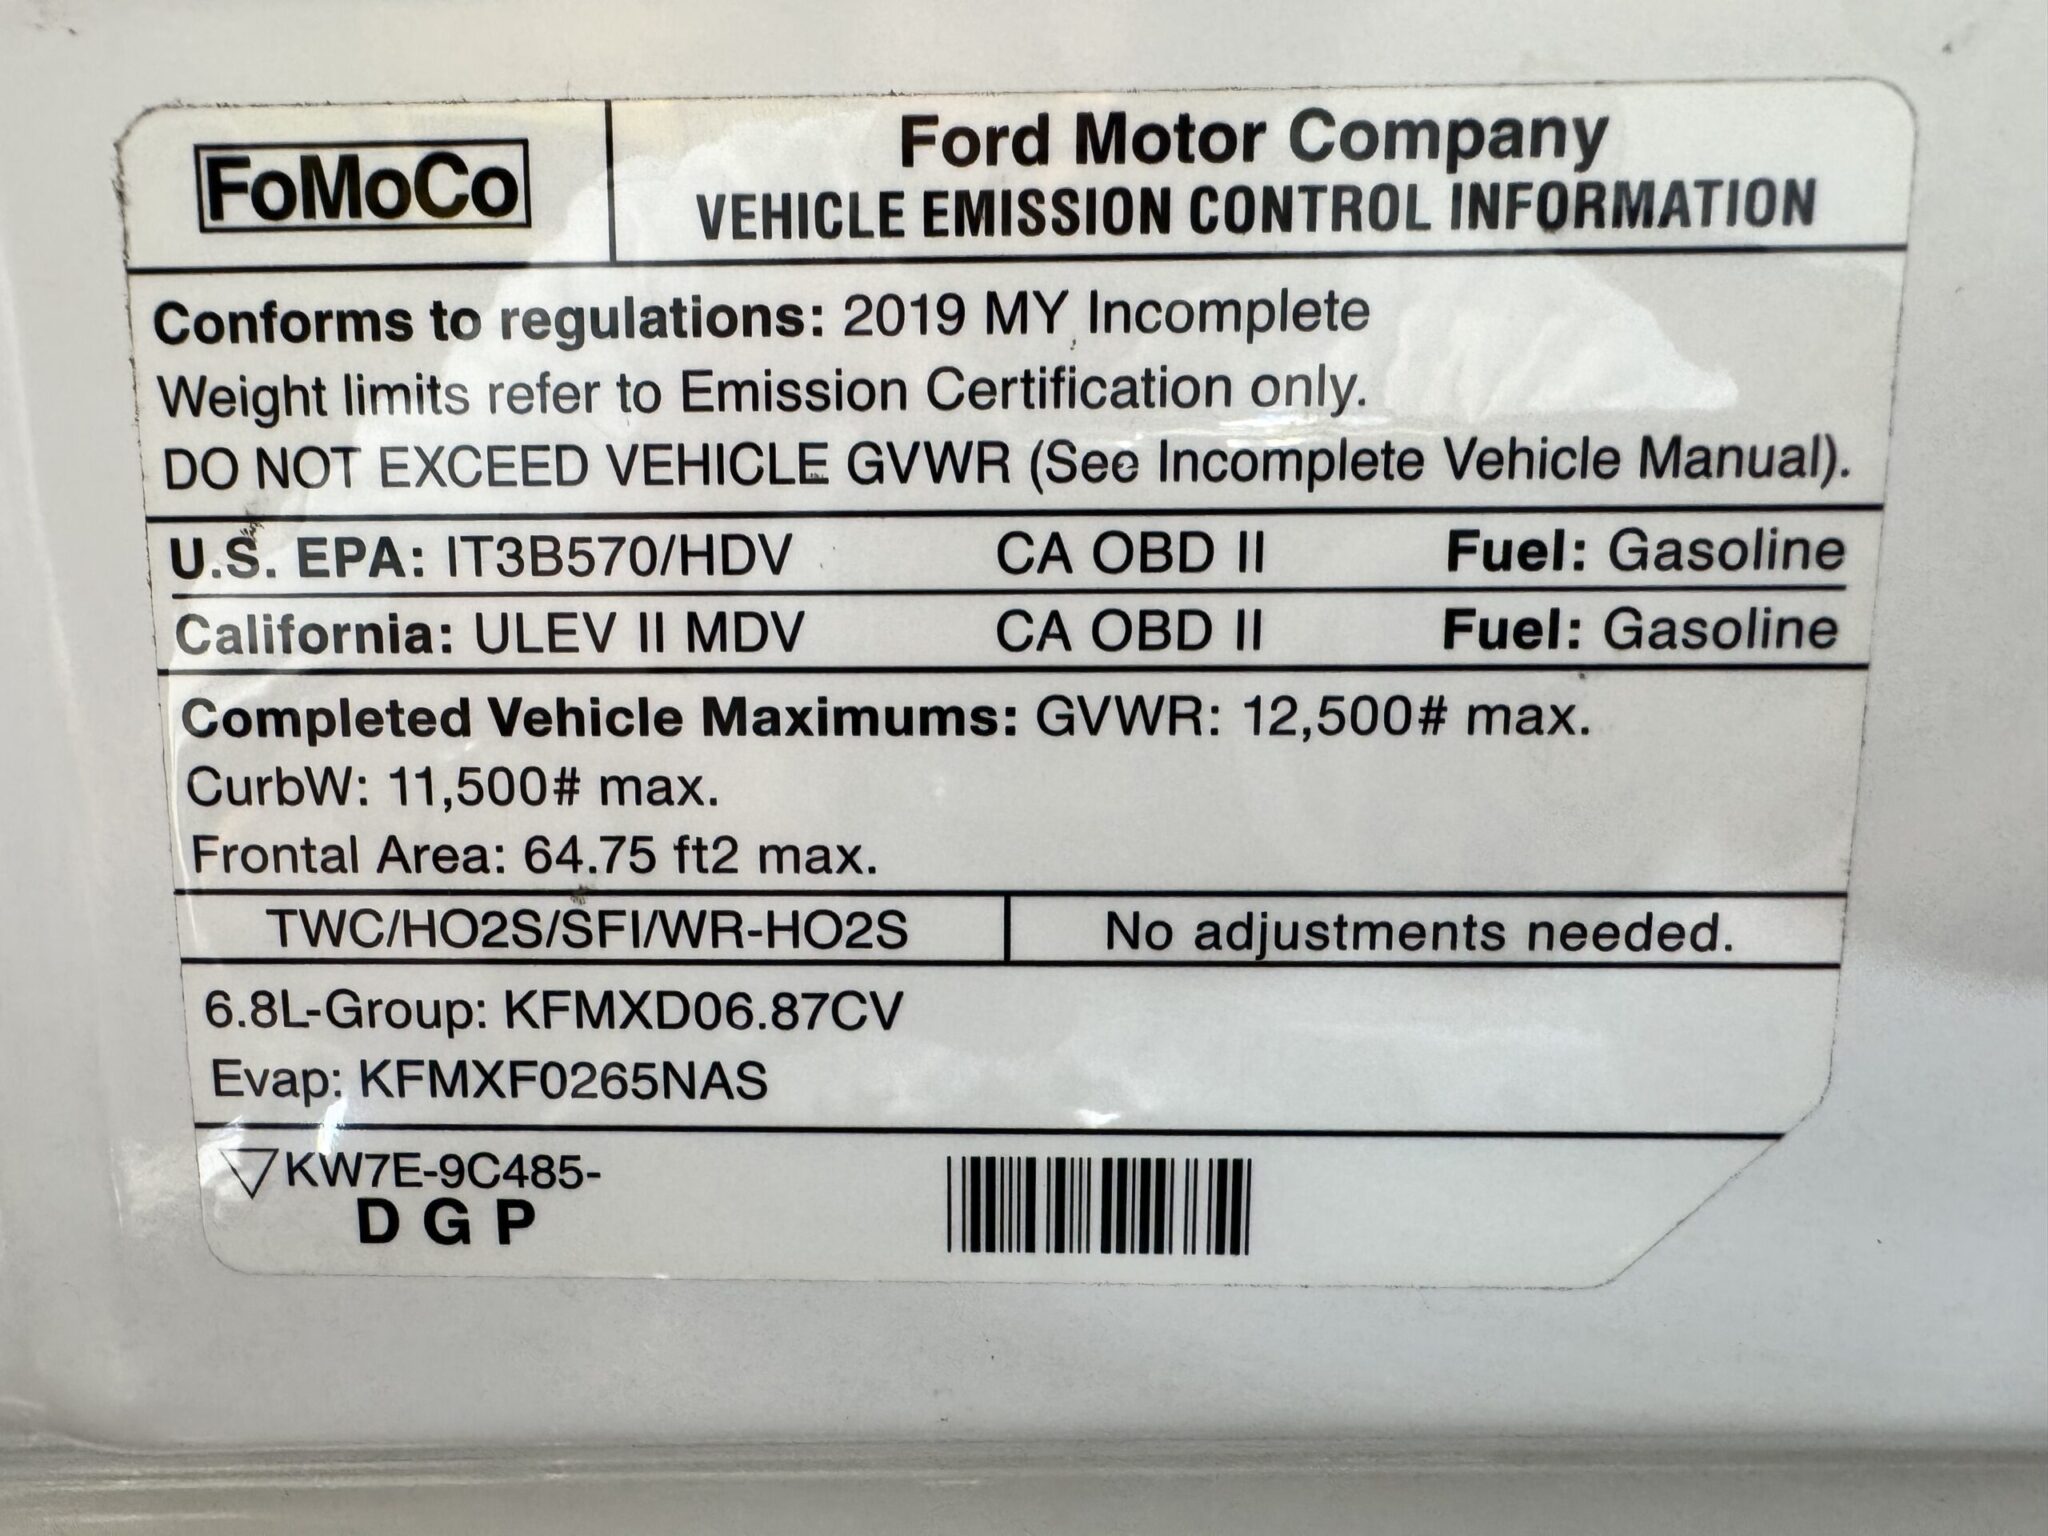 FoMoCo
Ford Motor Company
VEHICLE EMISSION CONTROL INFORMATION
Conforms to regulations: 2019 MY Incomplete
Weight limits refer to Emission Certification only.
DO NOT EXCEED VEHICLE GVWR (See Incomplete Vehicle Manual).
U.S. EPA: IT3B570/HDV CA OBD II Fuel: Gasoline
California: ULEV II MDV CA OBD II Fuel: Gasoline
Completed Vehicle Maximums: GVWR: 12,500# max.
CurbW: 11,500# max.
Frontal Area: 64.75 ft2 max.
TWC/HO2S/SFI/WR-HO2S No adjustments needed.
6.8L-Group: KFMXD06.87CV
Evap: KFMXF0265NAS
KW7E-9C485-
D G P